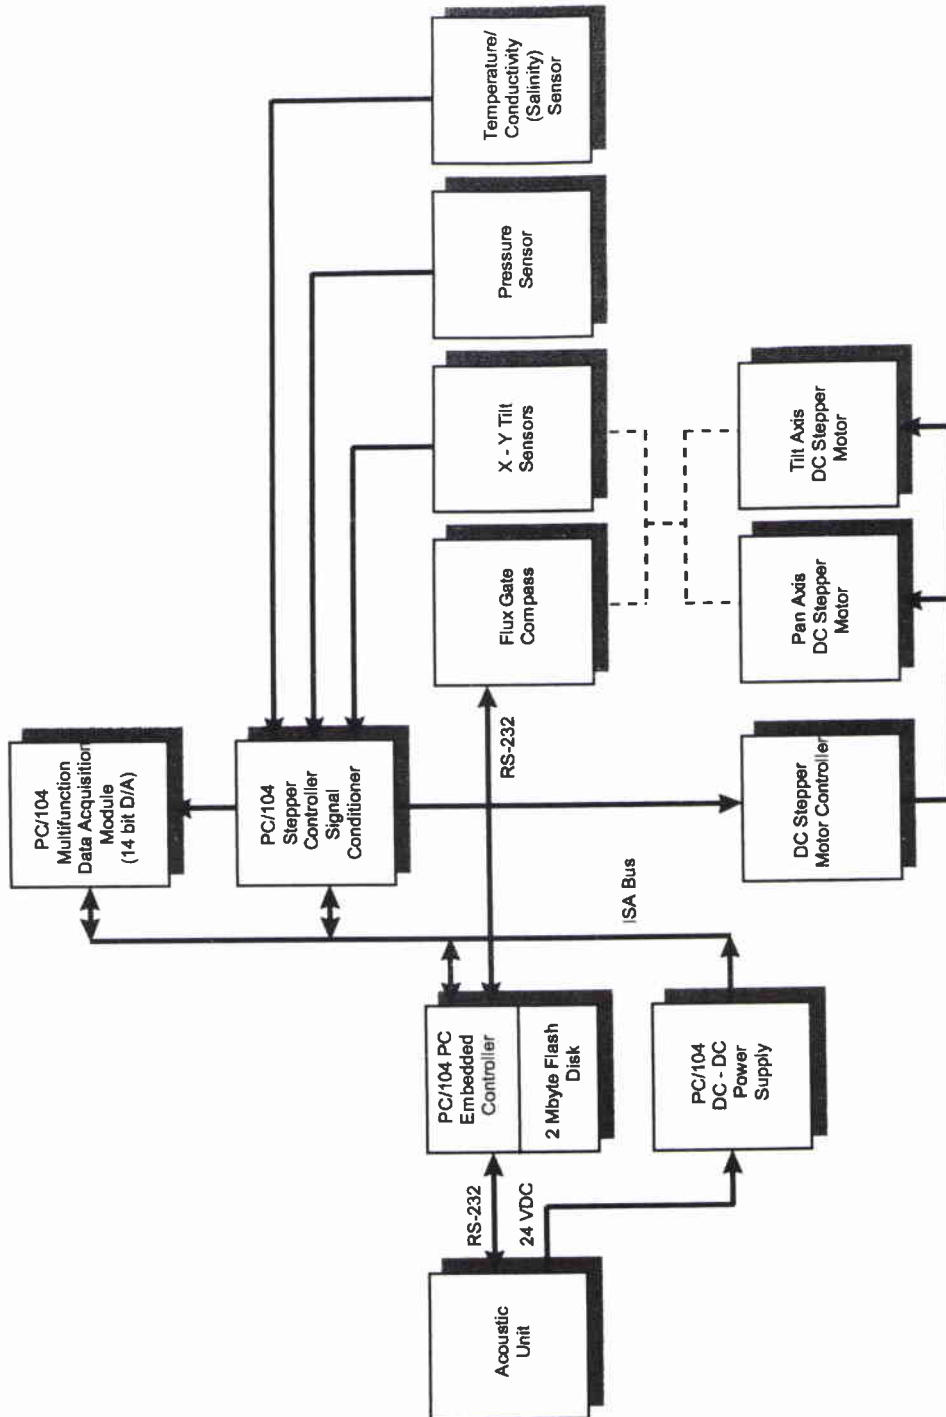 Temperature/
Conductivity
(Salinity)
Sensor
Pressure
Sensor
X - Y Tilt
Sensors
Flux Gate
Compass
Tilt Axis
DC Stepper
Motor
Pan Axis
DC Stepper
Motor
DC Stepper
Motor Controller
PC/104
Multifunction
Data Acquisition
Module
(14 bit D/A)
PC/104
Stepper
Controller
Signal
Conditioner
RS-232
ISA Bus
PC/104 PC
Embedded
Controller
2 Mbyte Flash
Disk
PC/104
DC - DC
Power
Supply
RS-232
24 VDC
Acoustic
Unit